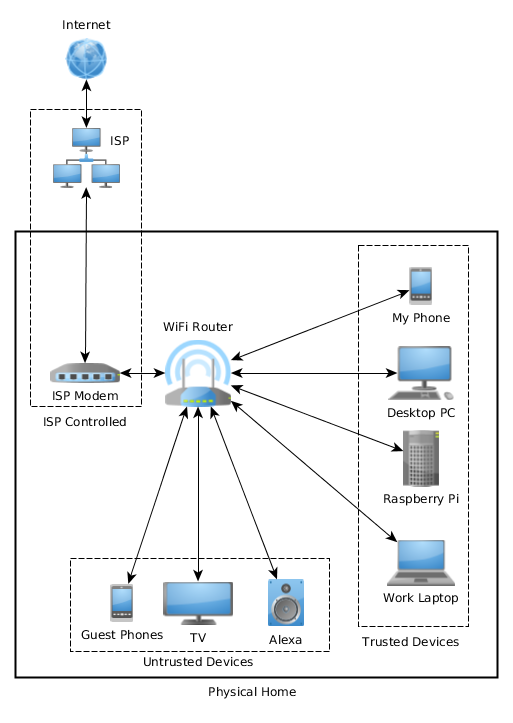 Internet
ISP
WiFi Router
My Phone
ISP Modem
Desktop PC
ISP Controlled
Raspberry Pi
Work Laptop
Guest Phones
TV
Alexa
Trusted Devices
Untrusted Devices
Physical Home